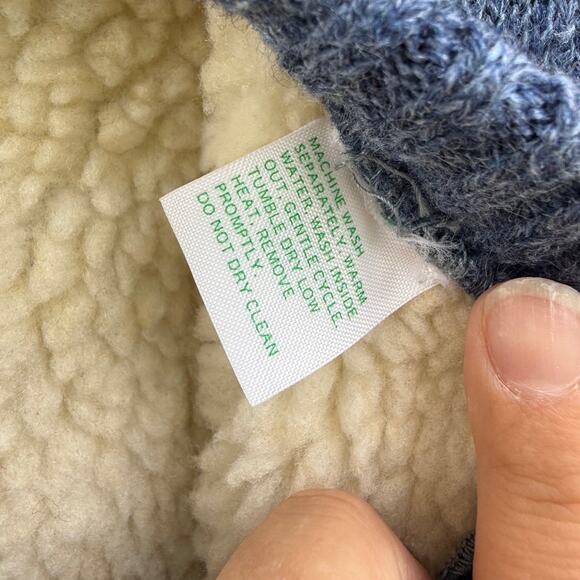 MACHINE WASH
SEPARATELY WARM
WATER. WASH INSIDE
OUT. GENTLE CYCLE.
TUMBLE DRY LOW
HEAT. REMOVE
PROMPTLY.
DO NOT DRY CLEAN